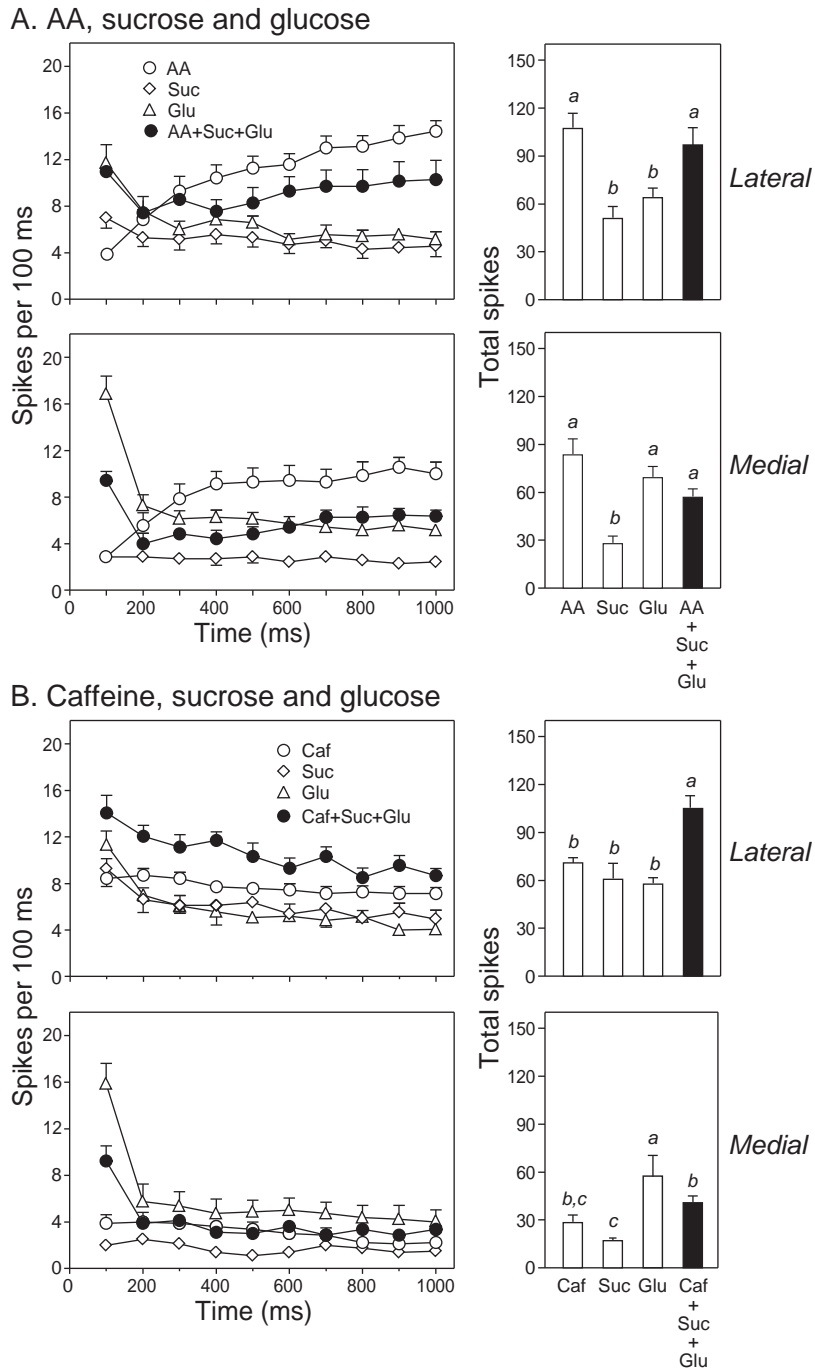 A. AA, sucrose and glucose
20
16
12
8
4
0
AA
Suc
Glu
AA+Suc+Glu
150
120
90
60
30
0
a
b
b
a
Lateral
Spikes per 100 ms
Total spikes
20
16
12
8
4
0
0
200
400
600
800
1000
Time (ms)
150
120
90
60
30
0
a
b
a
a
Medial
AA
Suc
Glu
AA
+
Suc
+
Glu
B. Caffeine, sucrose and glucose
20
16
12
8
4
0
Caf
Suc
Glu
Caf+Suc+Glu
150
120
90
60
30
0
b
b
b
a
Lateral
Spikes per 100 ms
Total spikes
20
16
12
8
4
0
0
200
400
600
800
1000
Time (ms)
150
120
90
60
30
0
b,c
c
a
b
Medial
Caf
Suc
Glu
Caf
+
Suc
+
Glu